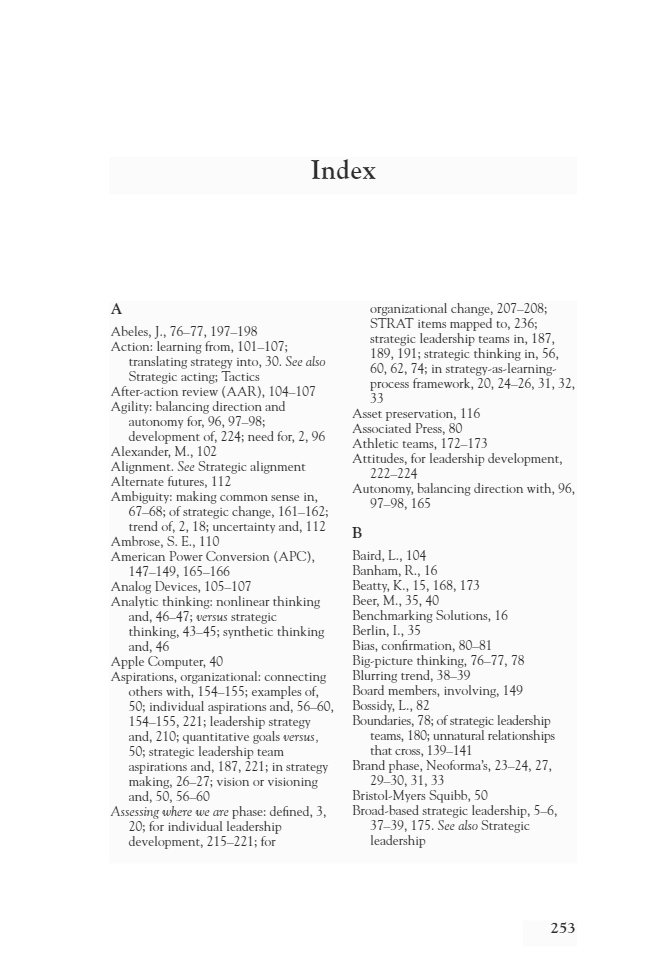 Index
A
Abeles, J., 76–77, 197–198
Action: learning from, 101–107;
translating strategy into, 30. See also
Strategic acting; Tactics
After-action review (AAR), 104–107
Agility: balancing direction and
autonomy for, 96, 97–98;
development of, 224; need for, 2, 96
Alexander, M., 102
Alignment. See Strategic alignment
Alternate futures, 112
Ambiguity: making common sense in,
67–68; of strategic change, 161–162;
trend of, 2, 18; uncertainty and, 112
Ambrose, S. E., 110
American Power Conversion (APC),
147–149, 165–166
Analog Devices, 105–107
Analytic thinking: nonlinear thinking
and, 46–47; versus strategic
thinking, 43–45; synthetic thinking
and, 46
Apple Computer, 40
Aspirations, organizational: connecting
others with, 154–155; examples of,
50; individual aspirations and, 56–60,
154–155, 221; leadership strategy
and, 210; quantitative goals versus,
50; strategic leadership team
aspirations and, 187, 221; in strategy
making, 26–27; vision or visioning
and, 50, 56–60
Assessing where we are phase: defined, 3,
20; for individual leadership
development, 215–221; for
organizational change, 207–208;
STRAT items mapped to, 236;
strategic leadership teams in, 187,
189, 191; strategic thinking in, 56,
60, 62, 74; in strategy-as-learning-
process framework, 20, 24–26, 31, 32,
33
Asset preservation, 116
Associated Press, 80
Athletic teams, 172–173
Attitudes, for leadership development,
222–224
Autonomy, balancing direction with, 96,
97–98, 165
B
Baird, L., 104
Banham, R., 16
Beatty, K., 15, 168, 173
Beer, M., 35, 40
Benchmarking Solutions, 16
Berlin, I., 35
Bias, confirmation, 80–81
Big-picture thinking, 76–77, 78
Blurring trend, 38–39
Board members, involving, 149
Bossidy, L., 82
Boundaries, 78; of strategic leadership
teams, 180; unnatural relationships
that cross, 139–141
Brand phase, Neoforma’s, 23–24, 27,
29–30, 31, 33
Bristol-Myers Squibb, 50
Broad-based strategic leadership, 5–6,
37–39, 175. See also Strategic
leadership
253